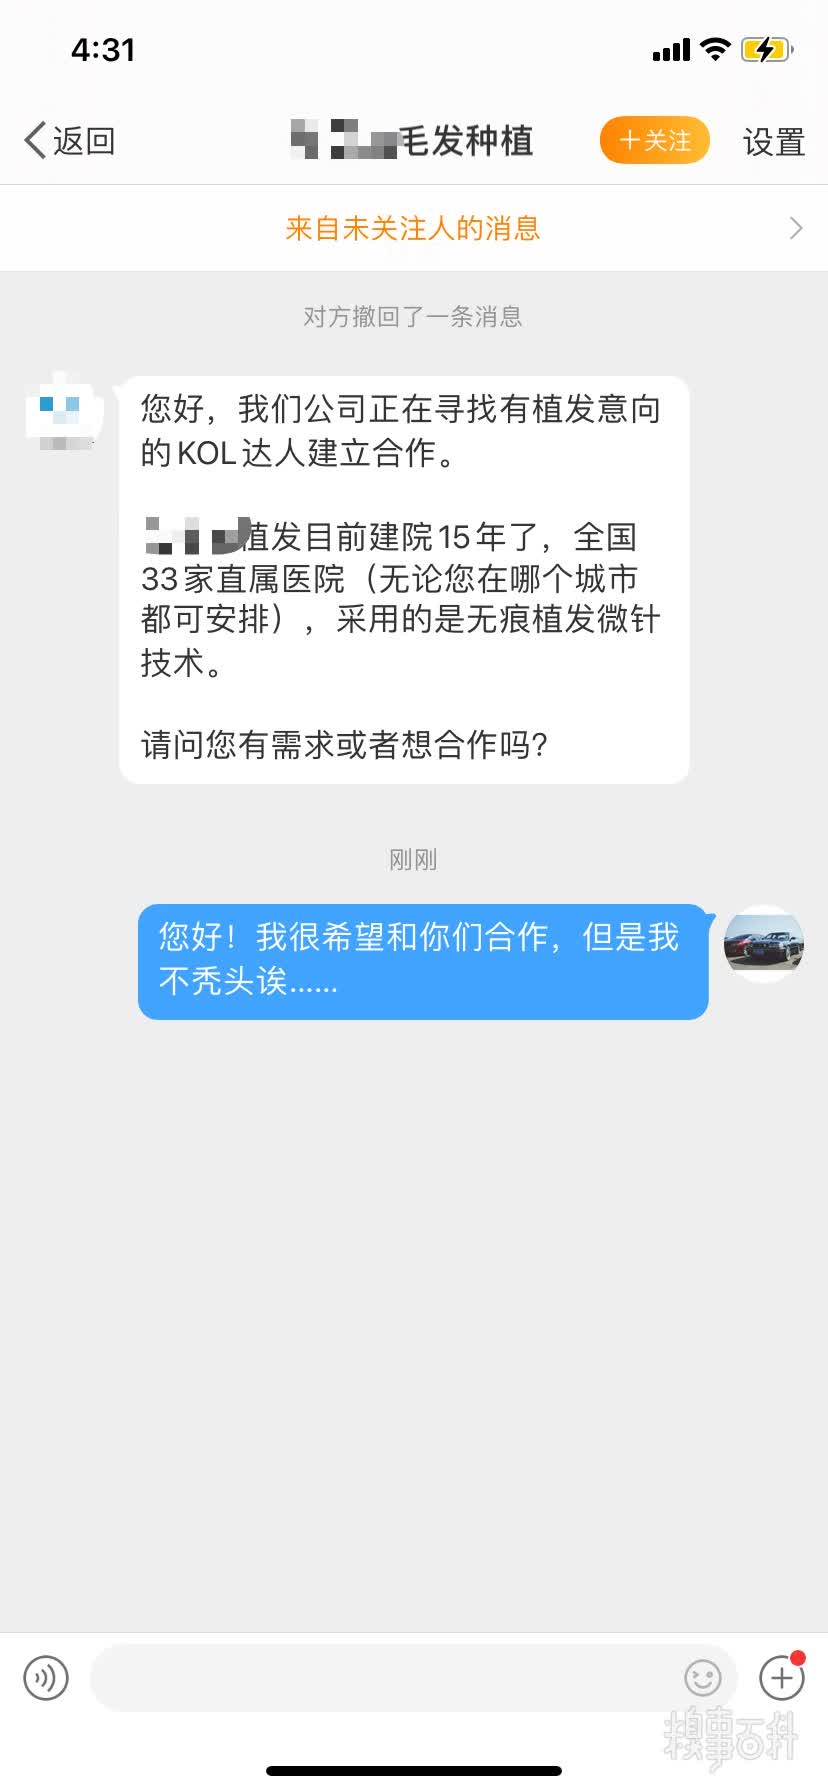 4:31
返回
毛发种植
+关注
设置
来自未关注人的消息
对方撤回了一条消息
您好，我们公司正在寻找有植发意向
的KOL达人建立合作。
植发目前建院15年了，全国
33家直属医院（无论您在哪个城市
都可安排），采用的是无痕植发微针
技术。
请问您有需求或者想合作吗？
刚刚
您好！我很希望和你们合作，但是我
不秃头诶……
糗事百科